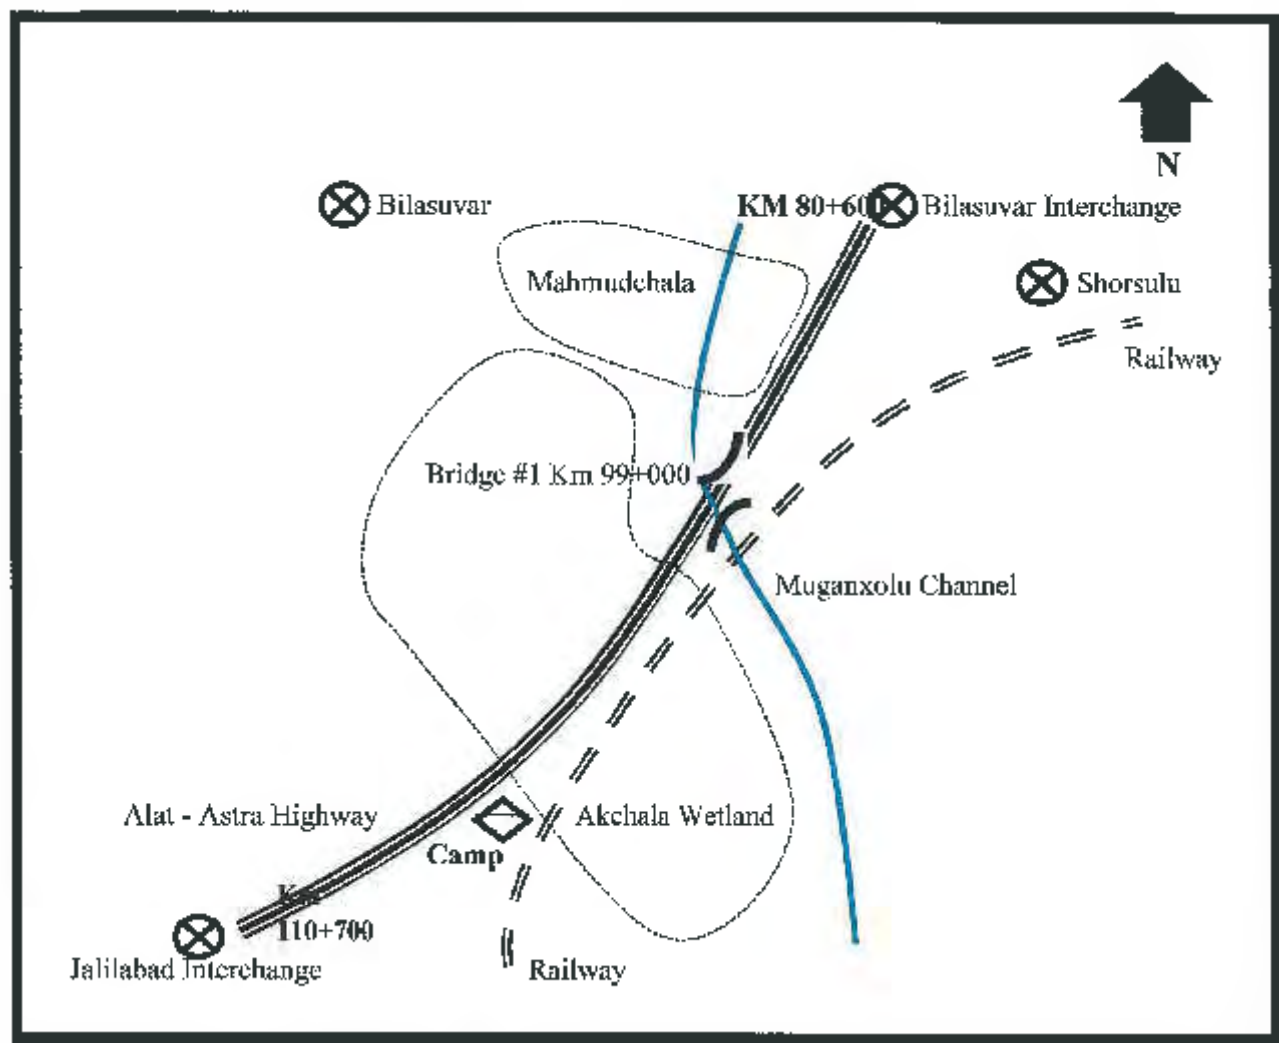 N
Bilasuvar
KM 80+600
Bilasuvar Interchange
Mahmudchala
Shorsulu
Railway
Bridge #1 Km 99+000
Muganxolu Channel
Alat - Astra Highway
Akchala Wetland
Camp
110+700
Jalilabad Interchange
Railway